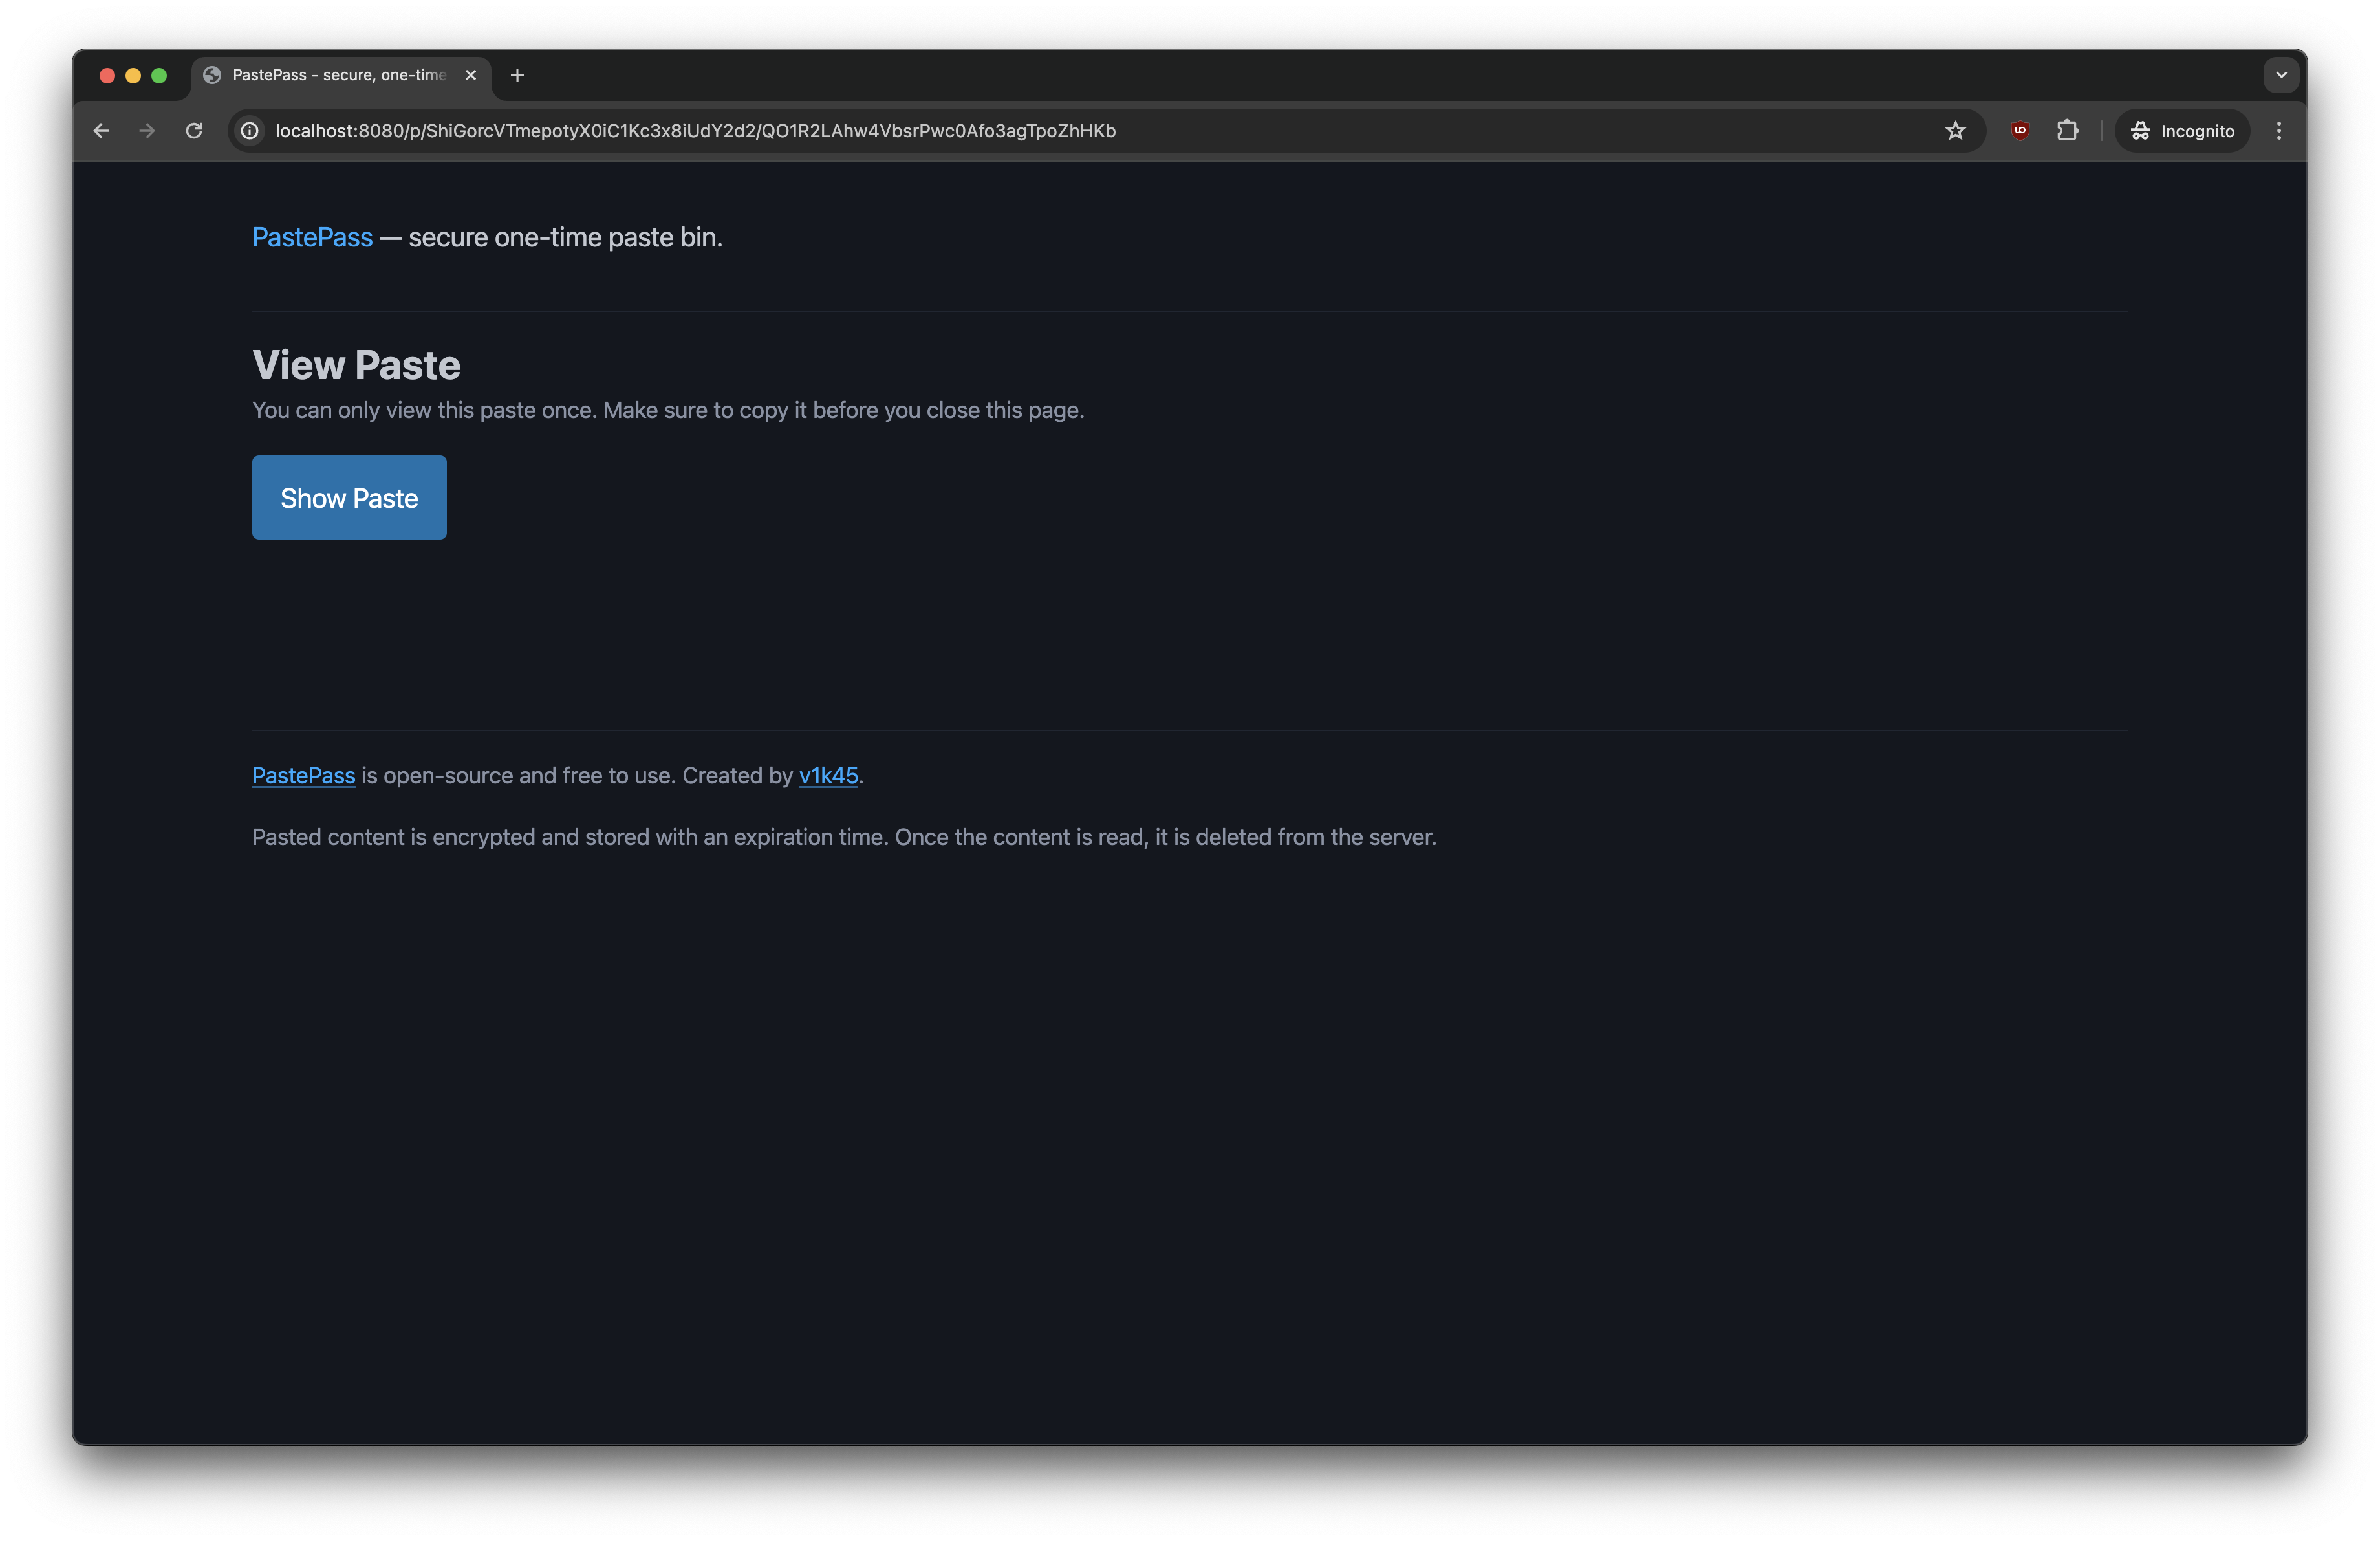 PastePass - secure, one-time
localhost:8080/p/ShiGorcVTmepotyX0iC1Kc3x8iUdY2d2/QO1R2LAhw4VbsrPwc0Afo3agTpoZhHKb
Incognito
PastePass — secure one-time paste bin.
View Paste
You can only view this paste once. Make sure to copy it before you close this page.
Show Paste
PastePass is open-source and free to use. Created by v1k45.
Pasted content is encrypted and stored with an expiration time. Once the content is read, it is deleted from the server.